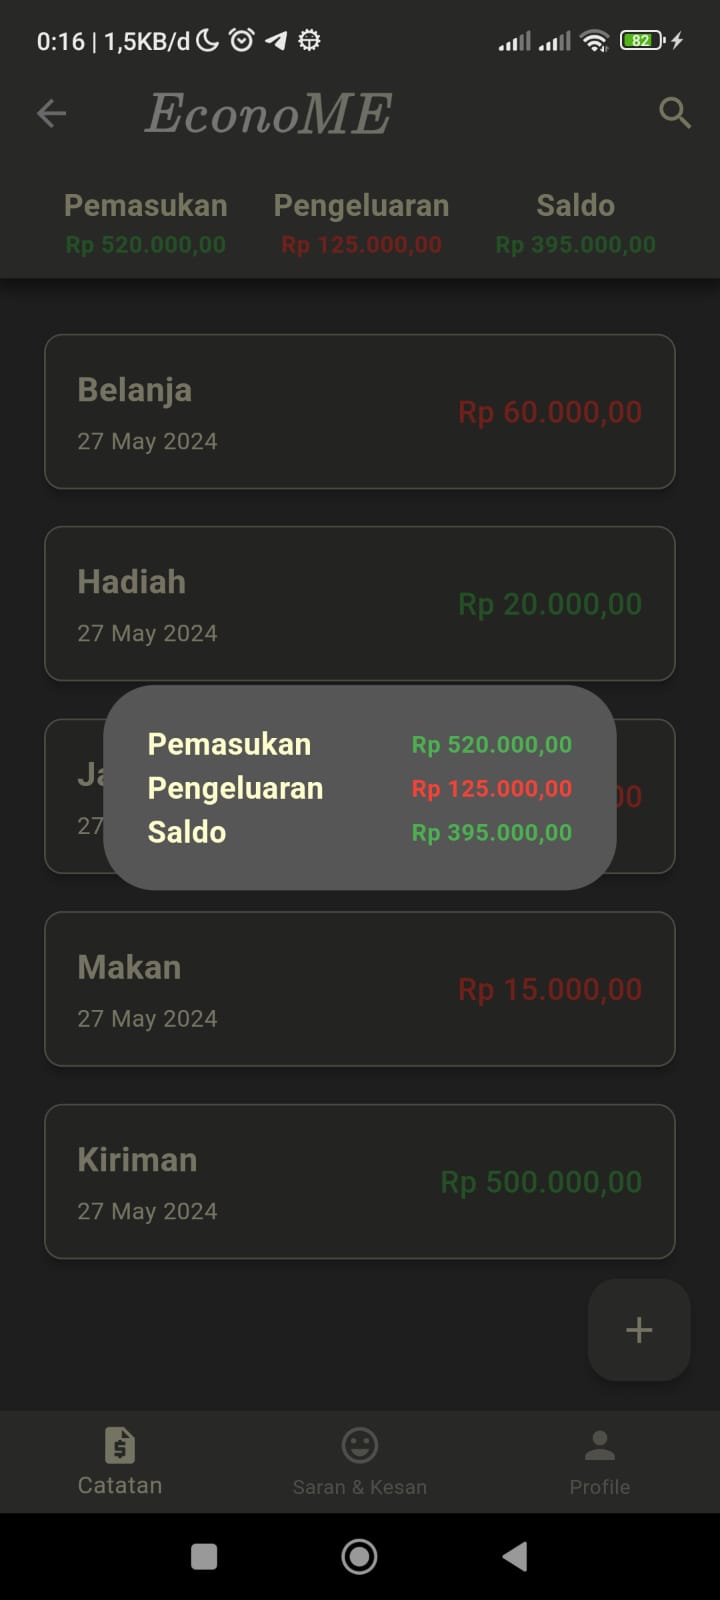 0:16 | 1,5KB/d
82
EconoME
Pemasukan Pengeluaran Saldo
Rp 520.000,00 Rp 125.000,00 Rp 395.000,00
Belanja
Rp 60.000,00
27 May 2024
Hadiah
Rp 20.000,00
27 May 2024
Ja
00
27
Pemasukan Rp 520.000,00
Pengeluaran Rp 125.000,00
Saldo Rp 395.000,00
Makan
Rp 15.000,00
27 May 2024
Kiriman
Rp 500.000,00
27 May 2024
+
Catatan Saran & Kesan Profile